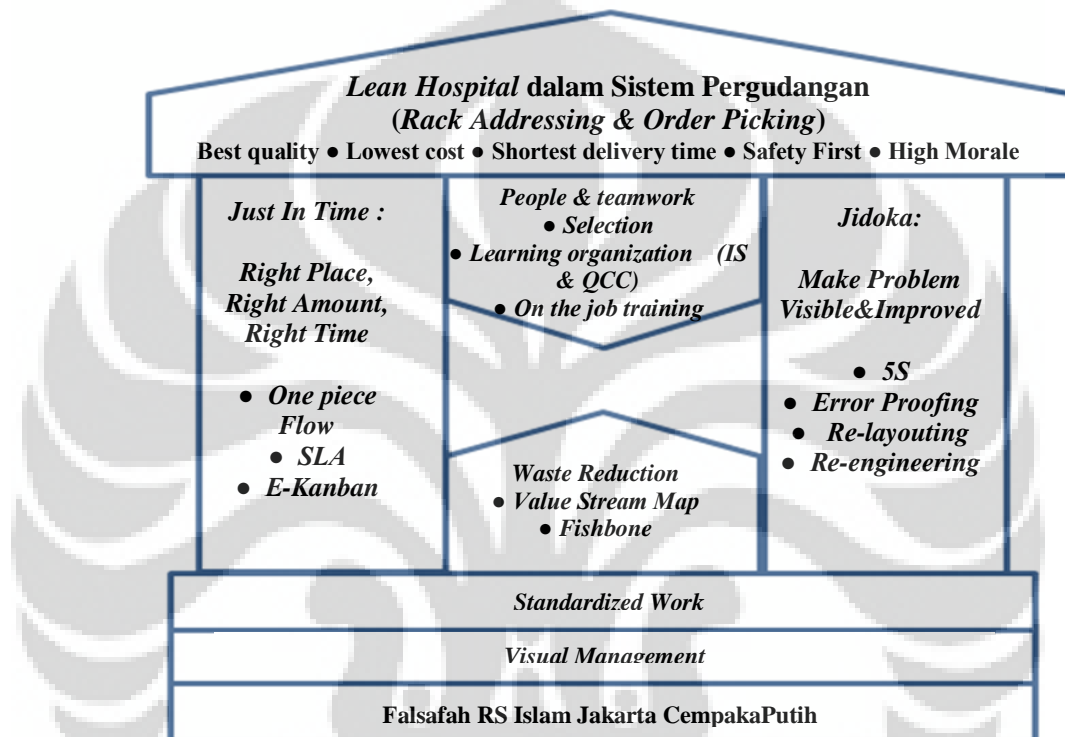 Lean Hospital dalam Sistem Pergudangan
(Rack Addressing & Order Picking)
Best quality ● Lowest cost ● Shortest delivery time ● Safety First ● High Morale
Just In Time :
Right Place,
Right Amount,
Right Time
● One piece
Flow
● SLA
● E-Kanban
People & teamwork
● Selection
● Learning organization (IS
& QCC)
● On the job training
Waste Reduction
● Value Stream Map
● Fishbone
Jidoka:
Make Problem
Visible&Improved
● 5S
● Error Proofing
● Re-layouting
● Re-engineering
Standardized Work
Visual Management
Falsafah RS Islam Jakarta CempakaPutih